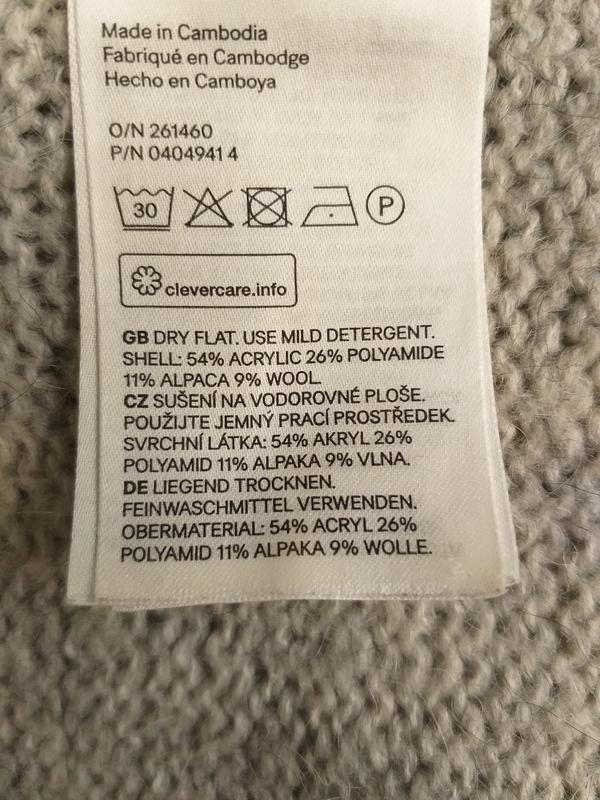 Made in Cambodia
Fabriqué en Cambodge
Hecho en Camboya
O/N 261460
P/N 0404941 4
30
P
clevercare.info
GB DRY FLAT. USE MILD DETERGENT.
SHELL: 54% ACRYLIC 26% POLYAMIDE
11% ALPACA 9% WOOL.
CZ SUŠENÍ NA VODOROVNÉ PLOŠE.
POUŽIJTE JEMNÝ PRACÍ PROSTŘEDEK.
SVRCHNÍ LÁTKA: 54% AKRYL 26%
POLYAMID 11% ALPAKA 9% VLNA.
DE LIEGEND TROCKNEN.
FEINWASCHMITTEL VERWENDEN.
OBERMATERIAL: 54% ACRYL 26%
POLYAMID 11% ALPAKA 9% WOLLE.